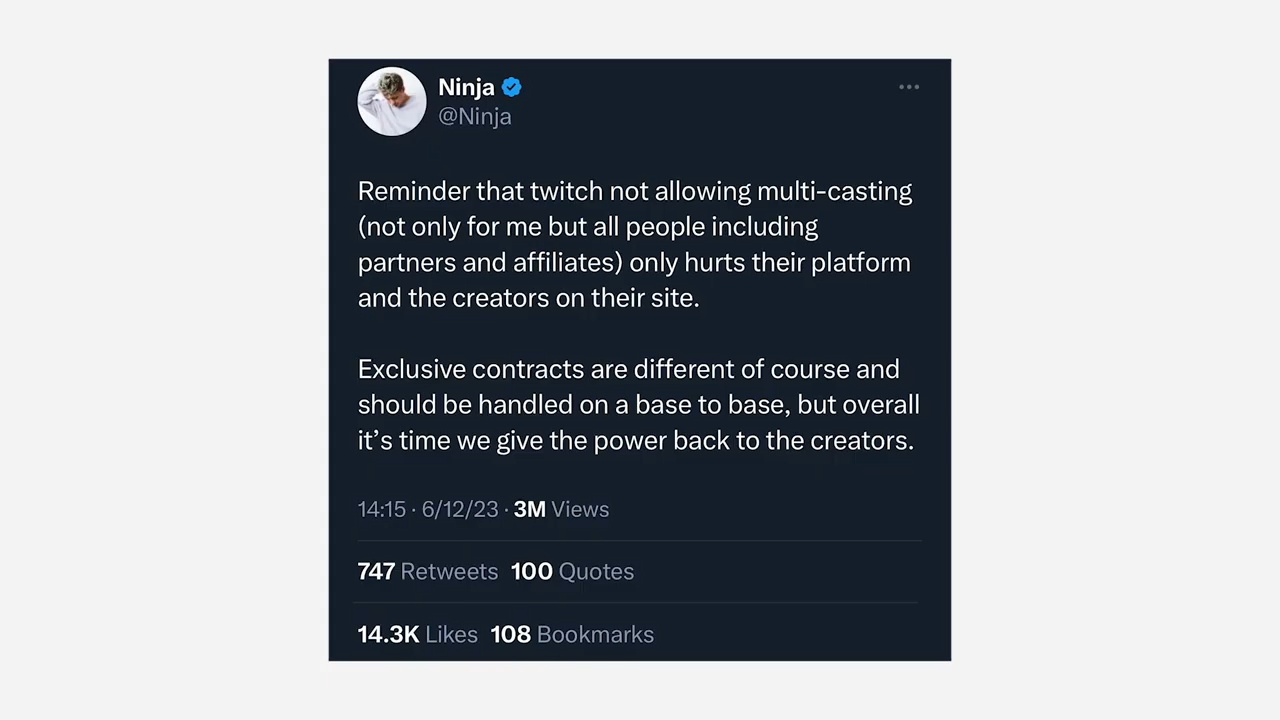 Ninja
@Ninja
Reminder that twitch not allowing multi-casting
(not only for me but all people including
partners and affiliates) only hurts their platform
and the creators on their site.
Exclusive contracts are different of course and
should be handled on a base to base, but overall
it’s time we give the power back to the creators.
14:15 · 6/12/23 · 3M Views
747 Retweets 100 Quotes
14.3K Likes 108 Bookmarks